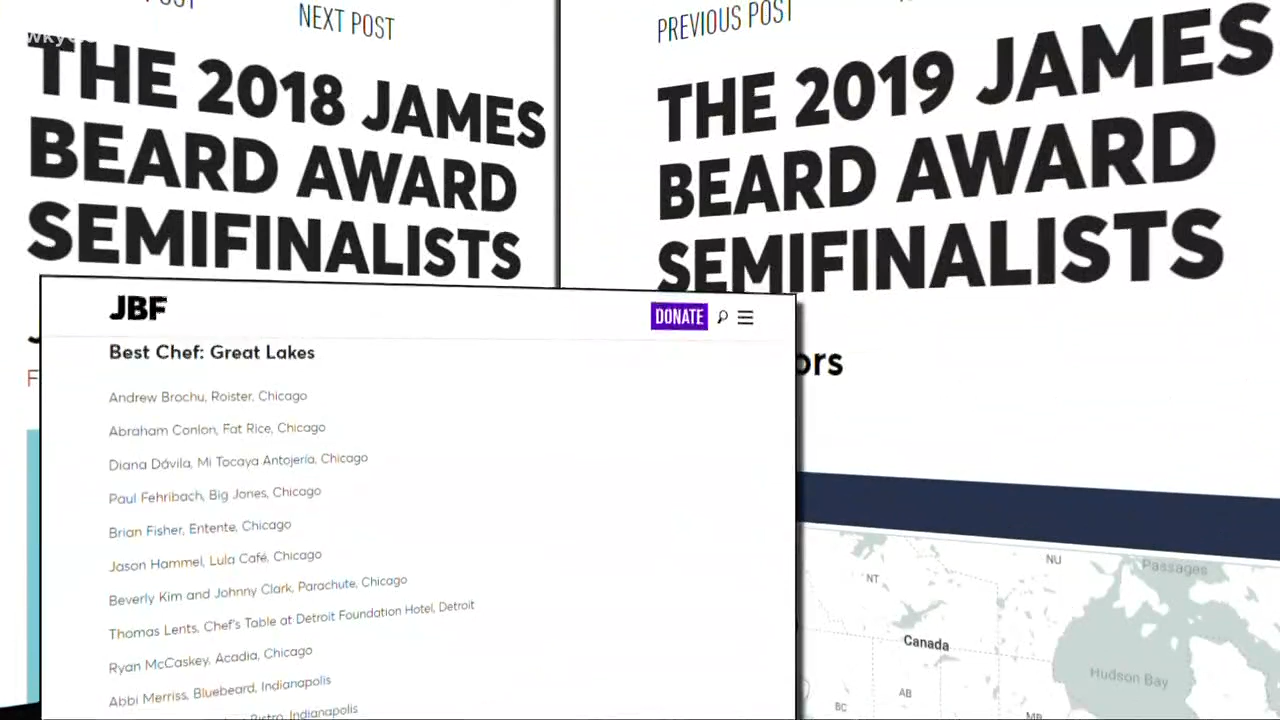 POST
NEXT POST
THE 2018 JAMES
BEARD AWARD
SEMIFINALISTS
PREVIOUS POST
THE 2019 JAMES
BEARD AWARD
SEMIFINALISTS
JBF
DONATE
Best Chef: Great Lakes
Andrew Brochu, Roister, Chicago
Abraham Conlon, Fat Rice, Chicago
Diana Dávila, Mi Tocaya Antojería, Chicago
Paul Fehribach, Big Jones, Chicago
Brian Fisher, Entente, Chicago
Jason Hammel, Lula Café, Chicago
Beverly Kim and Johnny Clark, Parachute, Chicago
Thomas Lents, Chef's Table at Detroit Foundation Hotel, Detroit
Ryan McCaskey, Acadia, Chicago
Abbi Merriss, Bluebeard, Indianapolis
Bistro, Indianapolis
ors
NU
Passages
NT
Canada
Hudson Bay
AB
BC
MB